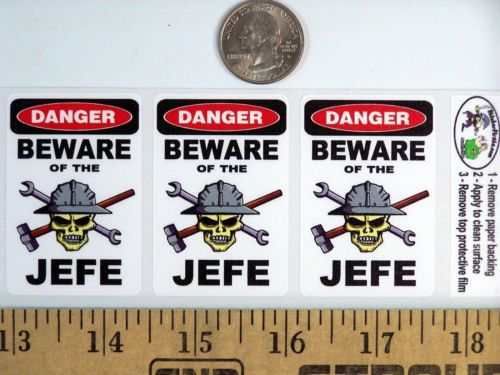 LIBERTY
DANGER
BEWARE
OF THE
JEFE
DANGER
BEWARE
OF THE
JEFE
DANGER
BEWARE
OF THE
JEFE
1 - Remove paper backing
2 - Apply to clean surface
3 - Remove top protective film
13 14 15 16 17 18